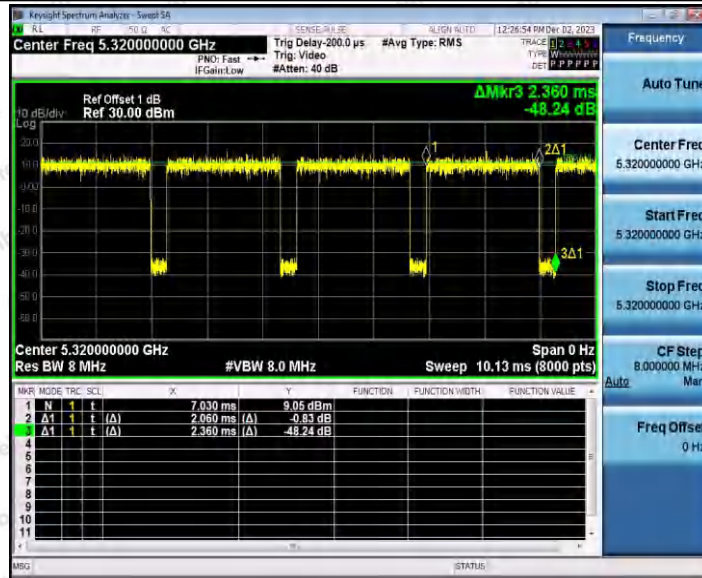 Keysight Spectrum Analyzer - Swept SA
RL RF 50 Ω AC SENSE:PULSE ALIGN AUTO 12:26:54 PM Dec 02, 2023
Center Freq 5.320000000 GHz
PNO: Fast
IFGain:Low
Trig Delay-200.0 µs
Trig: Video
#Atten: 40 dB
#Avg Type: RMS
TRACE 1 2 3 4 5 6
TYPE W
DET P P P P P P
Ref Offset 1 dB
10 dB/div Ref 30.00 dBm
Log
ΔMkr3 2.360 ms
-48.24 dB
20.0
10.0
0.00
-10.0
-20.0
-30.0
-40.0
-50.0
-60.0
1
2Δ1
3Δ1
Center 5.320000000 GHz Span 0 Hz
Res BW 8 MHz #VBW 8.0 MHz Sweep 10.13 ms (8000 pts)
MKR MODE TRC SCL X Y FUNCTION FUNCTION WIDTH FUNCTION VALUE
1 N 1 t 7.030 ms 9.05 dBm
2 Δ1 1 t (Δ) 2.060 ms (Δ) -0.83 dB
3 Δ1 1 t (Δ) 2.360 ms (Δ) -48.24 dB
4
5
6
7
8
9
10
11
MSG STATUS
Frequency
Auto Tune
Center Freq
5.320000000 GHz
Start Freq
5.320000000 GHz
Stop Freq
5.320000000 GHz
CF Step
8.000000 MHz
Auto Man
Freq Offset
0 Hz